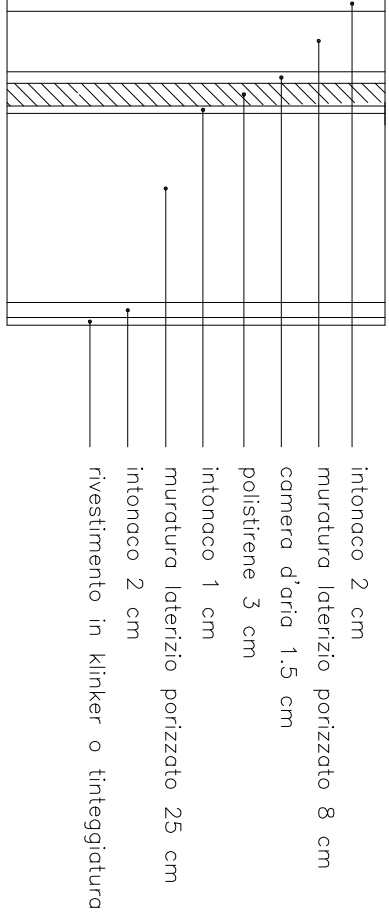 intonaco 2 cm
muratura laterizio porizzato 8 cm
camera d'aria 1.5 cm
polistirene 3 cm
intonaco 1 cm
muratura laterizio porizzato 25 cm
intonaco 2 cm
rivestimento in klinker o tinteggiatura